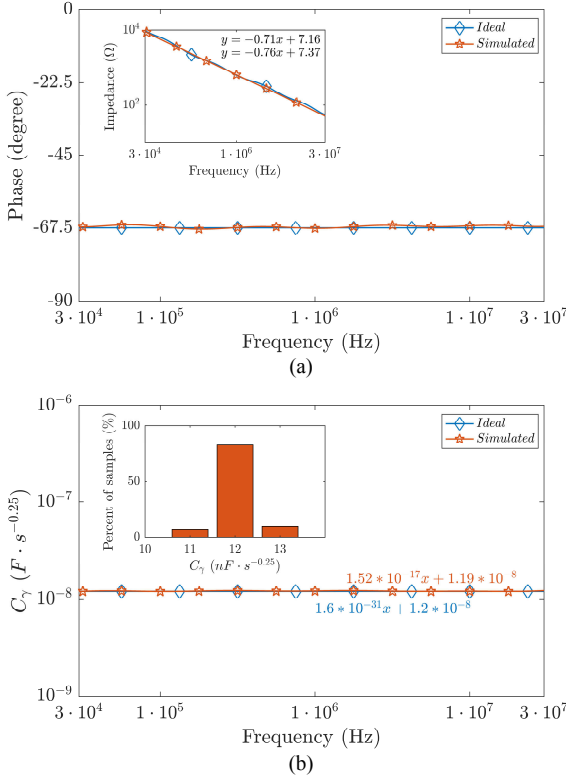 0
-22.5
-45
-67.5
-90
Phase (degree)
3 · 10^4
1 · 10^5
1 · 10^6
1 · 10^7
3 · 10^7
Frequency (Hz)
Ideal
Simulated
10^4
10^2
Impedance (Ω)
y = −0.71x + 7.16
y = −0.76x + 7.37
3 · 10^4
1 · 10^6
3 · 10^7
Frequency (Hz)
(a)
10^−6
10^−7
10^−8
10^−9
C_γ (F · s^−0.25)
3 · 10^4
1 · 10^5
1 · 10^6
1 · 10^7
3 · 10^7
Frequency (Hz)
Ideal
Simulated
100
50
0
Percent of samples (%)
10
11
12
13
C_γ (nF · s^−0.25)
1.52 * 10^17x + 1.19 * 10^8
1.6 * 10^−31x | 1.2 * 10^−8
(b)